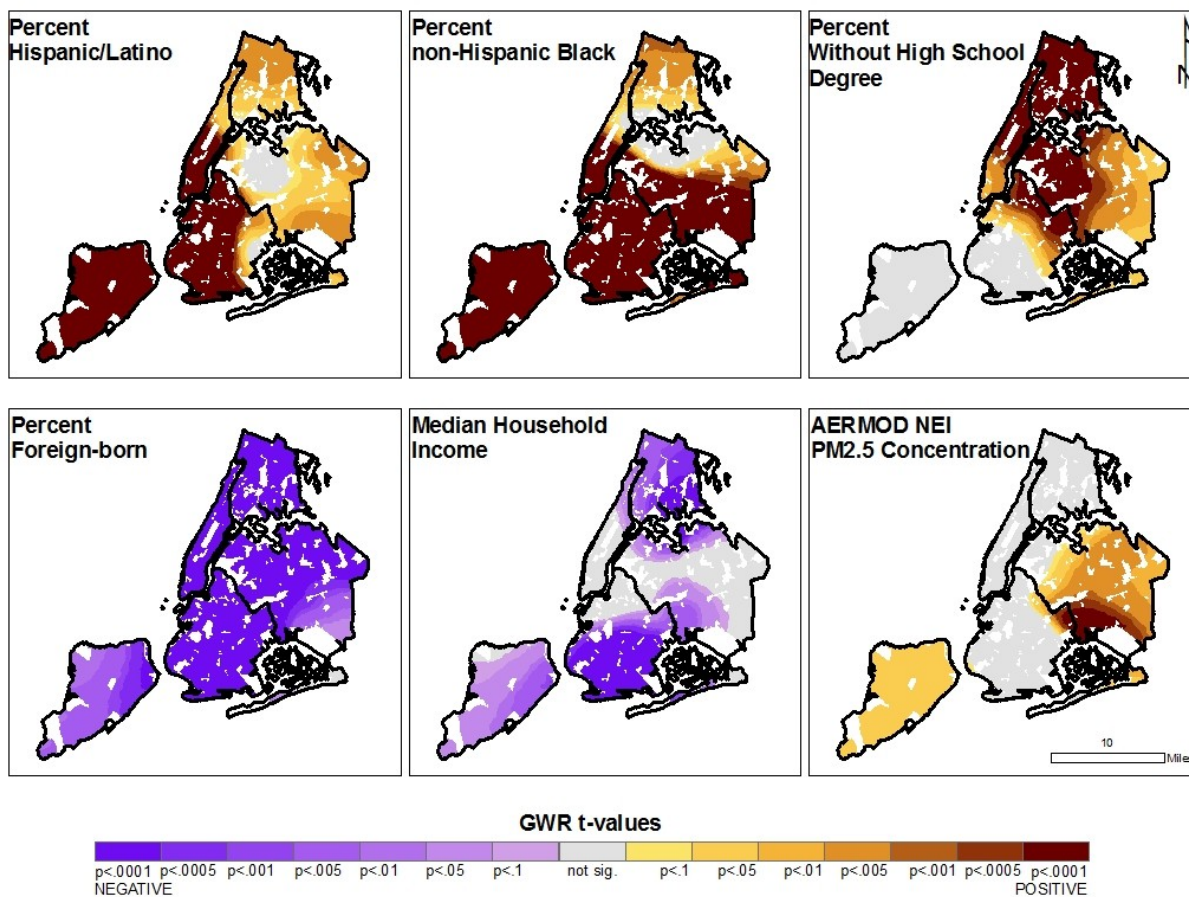 Percent
Hispanic/Latino
Percent
non-Hispanic Black
Percent
Without High School
Degree
N
Percent
Foreign-born
Median Household
Income
AERMOD NEI
PM2.5 Concentration
10
Mile
GWR t-values
p<.0001 p<.0005 p<.001 p<.005 p<.01 p<.05 p<.1 not sig. p<.1 p<.05 p<.01 p<.005 p<.001 p<.0005 p<.0001
NEGATIVE POSITIVE